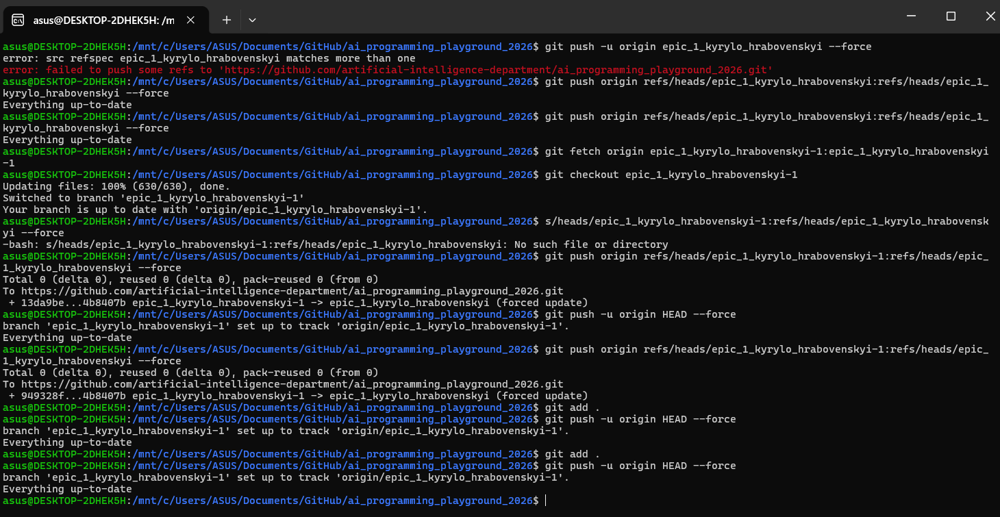 asus@DESKTOP-2DHEK5H: /m
asus@DESKTOP-2DHEK5H:/mnt/c/Users/ASUS/Documents/GitHub/ai_programming_playground_2026$ git push -u origin epic_1_kyrylo_hrabovenskyi --force
error: src refspec epic_1_kyrylo_hrabovenskyi matches more than one
error: failed to push some refs to 'https://github.com/artificial-intelligence-department/ai_programming_playground_2026.git'
asus@DESKTOP-2DHEK5H:/mnt/c/Users/ASUS/Documents/GitHub/ai_programming_playground_2026$ git push origin refs/heads/epic_1_kyrylo_hrabovenskyi:refs/heads/epic_1_
kyrylo_hrabovenskyi --force
Everything up-to-date
asus@DESKTOP-2DHEK5H:/mnt/c/Users/ASUS/Documents/GitHub/ai_programming_playground_2026$ git push origin refs/heads/epic_1_kyrylo_hrabovenskyi:refs/heads/epic_1_
kyrylo_hrabovenskyi --force
Everything up-to-date
asus@DESKTOP-2DHEK5H:/mnt/c/Users/ASUS/Documents/GitHub/ai_programming_playground_2026$ git fetch origin epic_1_kyrylo_hrabovenskyi-1:epic_1_kyrylo_hrabovenskyi
-1
asus@DESKTOP-2DHEK5H:/mnt/c/Users/ASUS/Documents/GitHub/ai_programming_playground_2026$ git checkout epic_1_kyrylo_hrabovenskyi-1
Updating files: 100% (630/630), done.
Switched to branch 'epic_1_kyrylo_hrabovenskyi-1'
Your branch is up to date with 'origin/epic_1_kyrylo_hrabovenskyi-1'.
asus@DESKTOP-2DHEK5H:/mnt/c/Users/ASUS/Documents/GitHub/ai_programming_playground_2026$ s/heads/epic_1_kyrylo_hrabovenskyi-1:refs/heads/epic_1_kyrylo_hrabovensk
yi --force
-bash: s/heads/epic_1_kyrylo_hrabovenskyi-1:refs/heads/epic_1_kyrylo_hrabovenskyi: No such file or directory
asus@DESKTOP-2DHEK5H:/mnt/c/Users/ASUS/Documents/GitHub/ai_programming_playground_2026$ git push origin refs/heads/epic_1_kyrylo_hrabovenskyi-1:refs/heads/epic_
1_kyrylo_hrabovenskyi --force
Total 0 (delta 0), reused 0 (delta 0), pack-reused 0 (from 0)
To https://github.com/artificial-intelligence-department/ai_programming_playground_2026.git
 + 13da9be...4b8407b epic_1_kyrylo_hrabovenskyi-1 -> epic_1_kyrylo_hrabovenskyi (forced update)
asus@DESKTOP-2DHEK5H:/mnt/c/Users/ASUS/Documents/GitHub/ai_programming_playground_2026$ git push -u origin HEAD --force
branch 'epic_1_kyrylo_hrabovenskyi-1' set up to track 'origin/epic_1_kyrylo_hrabovenskyi-1'.
Everything up-to-date
asus@DESKTOP-2DHEK5H:/mnt/c/Users/ASUS/Documents/GitHub/ai_programming_playground_2026$ git push origin refs/heads/epic_1_kyrylo_hrabovenskyi-1:refs/heads/epic_
1_kyrylo_hrabovenskyi --force
Total 0 (delta 0), reused 0 (delta 0), pack-reused 0 (from 0)
To https://github.com/artificial-intelligence-department/ai_programming_playground_2026.git
 + 949328f...4b8407b epic_1_kyrylo_hrabovenskyi-1 -> epic_1_kyrylo_hrabovenskyi (forced update)
asus@DESKTOP-2DHEK5H:/mnt/c/Users/ASUS/Documents/GitHub/ai_programming_playground_2026$ git add .
asus@DESKTOP-2DHEK5H:/mnt/c/Users/ASUS/Documents/GitHub/ai_programming_playground_2026$ git push -u origin HEAD --force
branch 'epic_1_kyrylo_hrabovenskyi-1' set up to track 'origin/epic_1_kyrylo_hrabovenskyi-1'.
Everything up-to-date
asus@DESKTOP-2DHEK5H:/mnt/c/Users/ASUS/Documents/GitHub/ai_programming_playground_2026$ git add .
asus@DESKTOP-2DHEK5H:/mnt/c/Users/ASUS/Documents/GitHub/ai_programming_playground_2026$ git push -u origin HEAD --force
branch 'epic_1_kyrylo_hrabovenskyi-1' set up to track 'origin/epic_1_kyrylo_hrabovenskyi-1'.
Everything up-to-date
asus@DESKTOP-2DHEK5H:/mnt/c/Users/ASUS/Documents/GitHub/ai_programming_playground_2026$